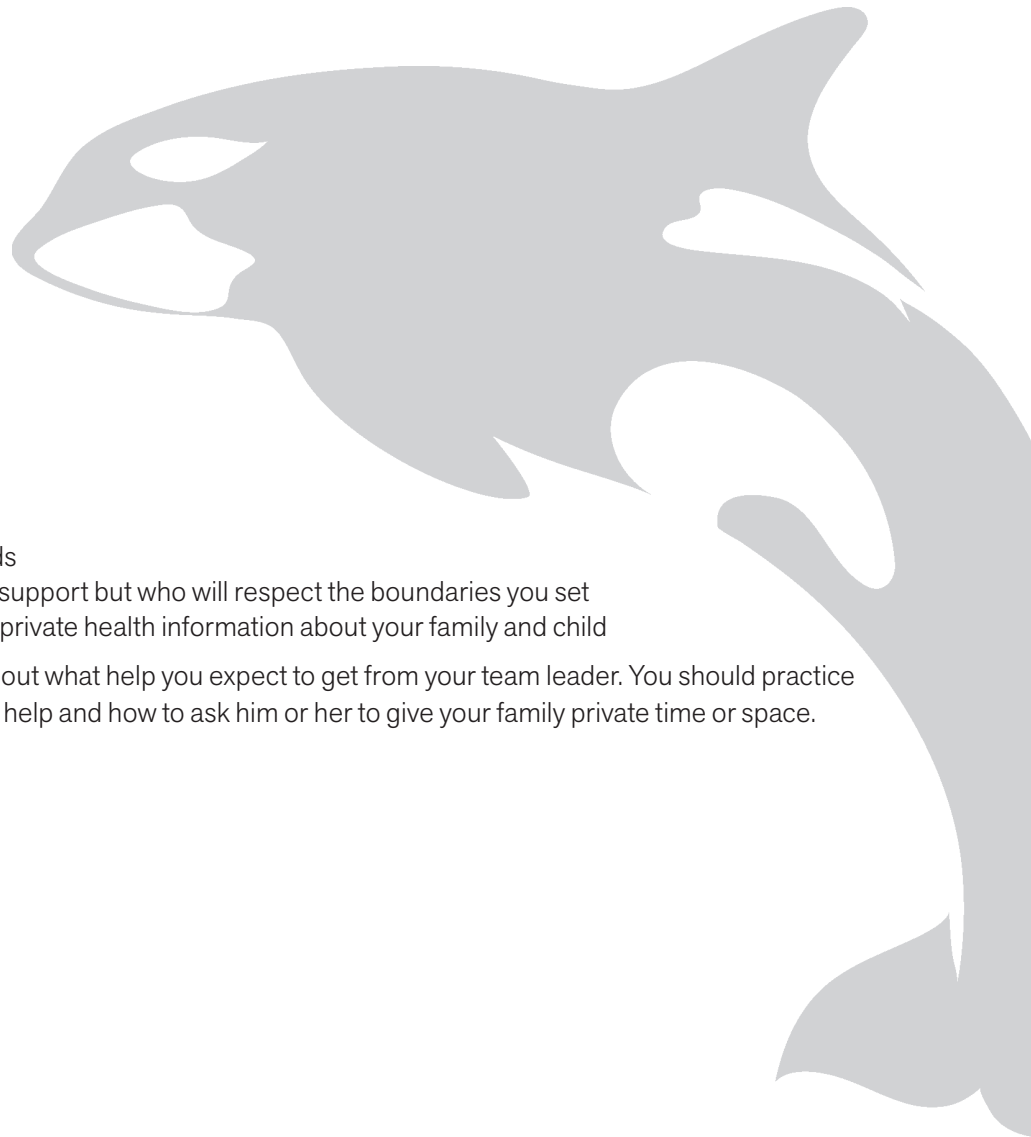 ds
support but who will respect the boundaries you set
private health information about your family and child
out what help you expect to get from your team leader. You should practice
help and how to ask him or her to give your family private time or space.